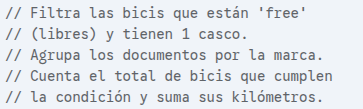 // Filtra las bicis que están 'free'
// (libres) y tienen 1 casco.
// Agrupa los documentos por la marca.
// Cuenta el total de bicis que cumplen
// la condición y suma sus kilómetros.